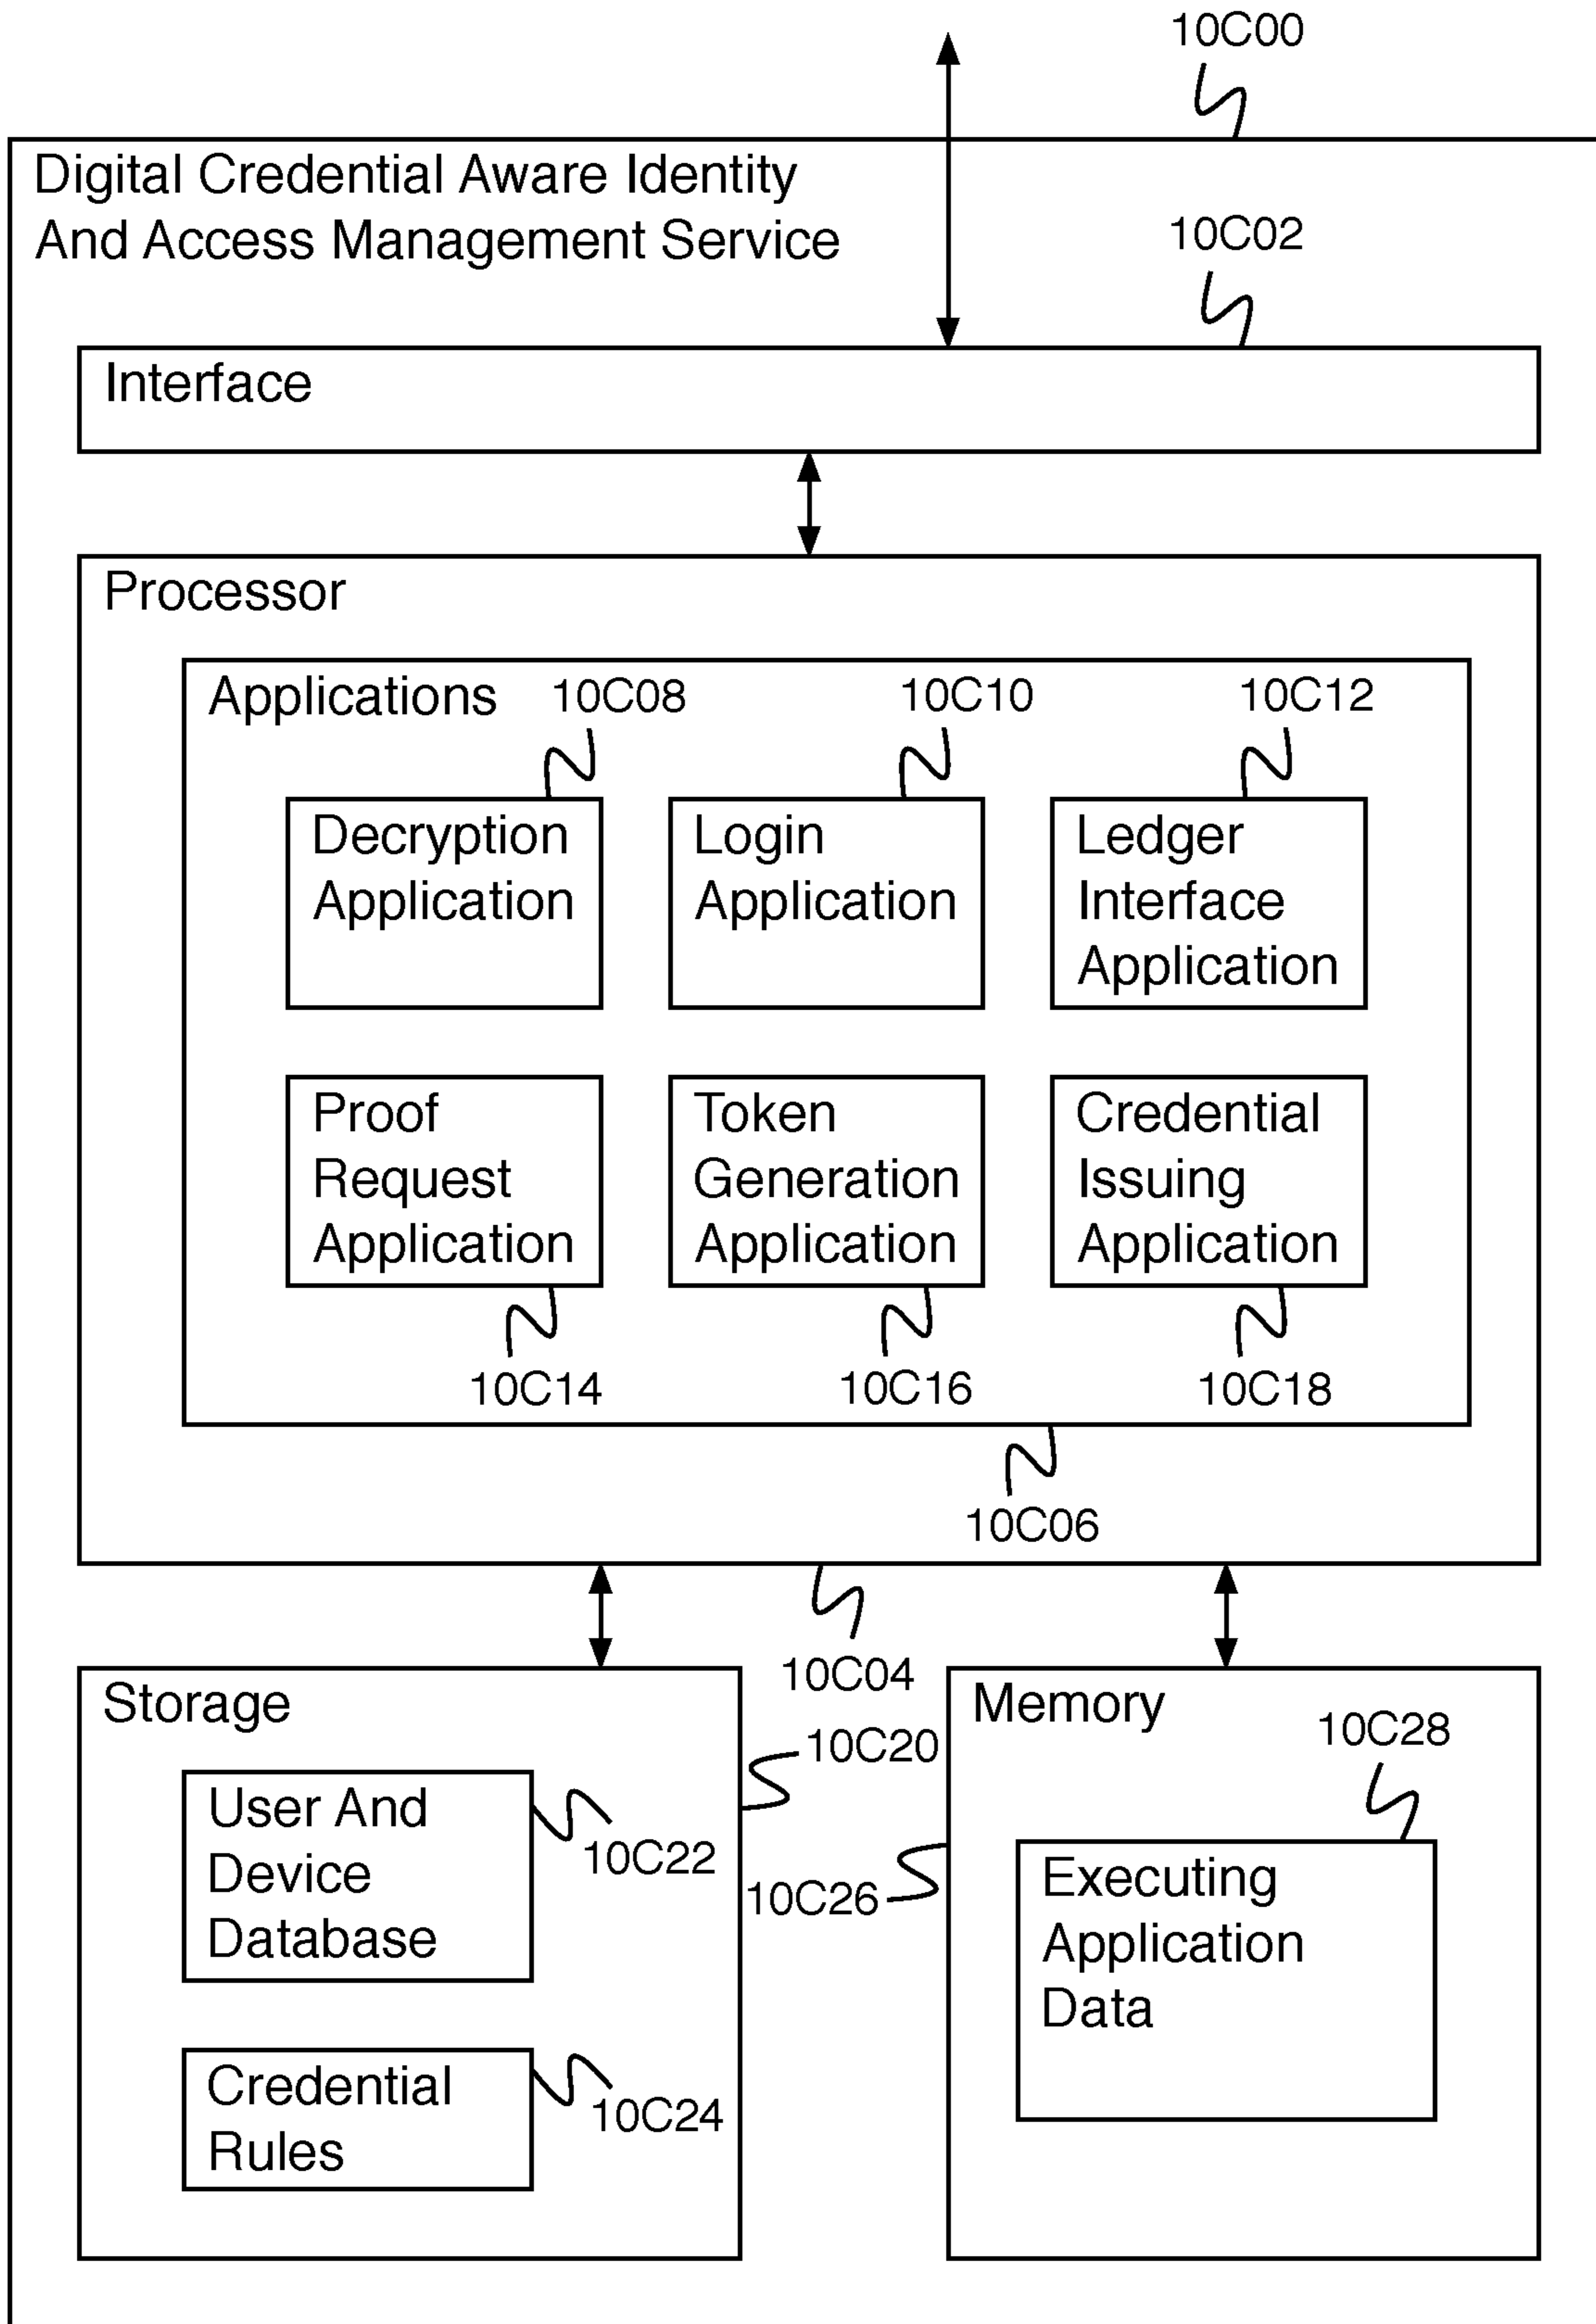 10C00
Digital Credential Aware Identity
And Access Management Service
10C02
Interface
Processor
Applications
10C08
10C10
10C12
Decryption
Application
Login
Application
Ledger
Interface
Application
Proof
Request
Application
Token
Generation
Application
Credential
Issuing
Application
10C14
10C16
10C18
10C06
10C04
Storage
10C20
User And
Device
Database
10C22
Credential
Rules
10C24
Memory
10C26
10C28
Executing
Application
Data